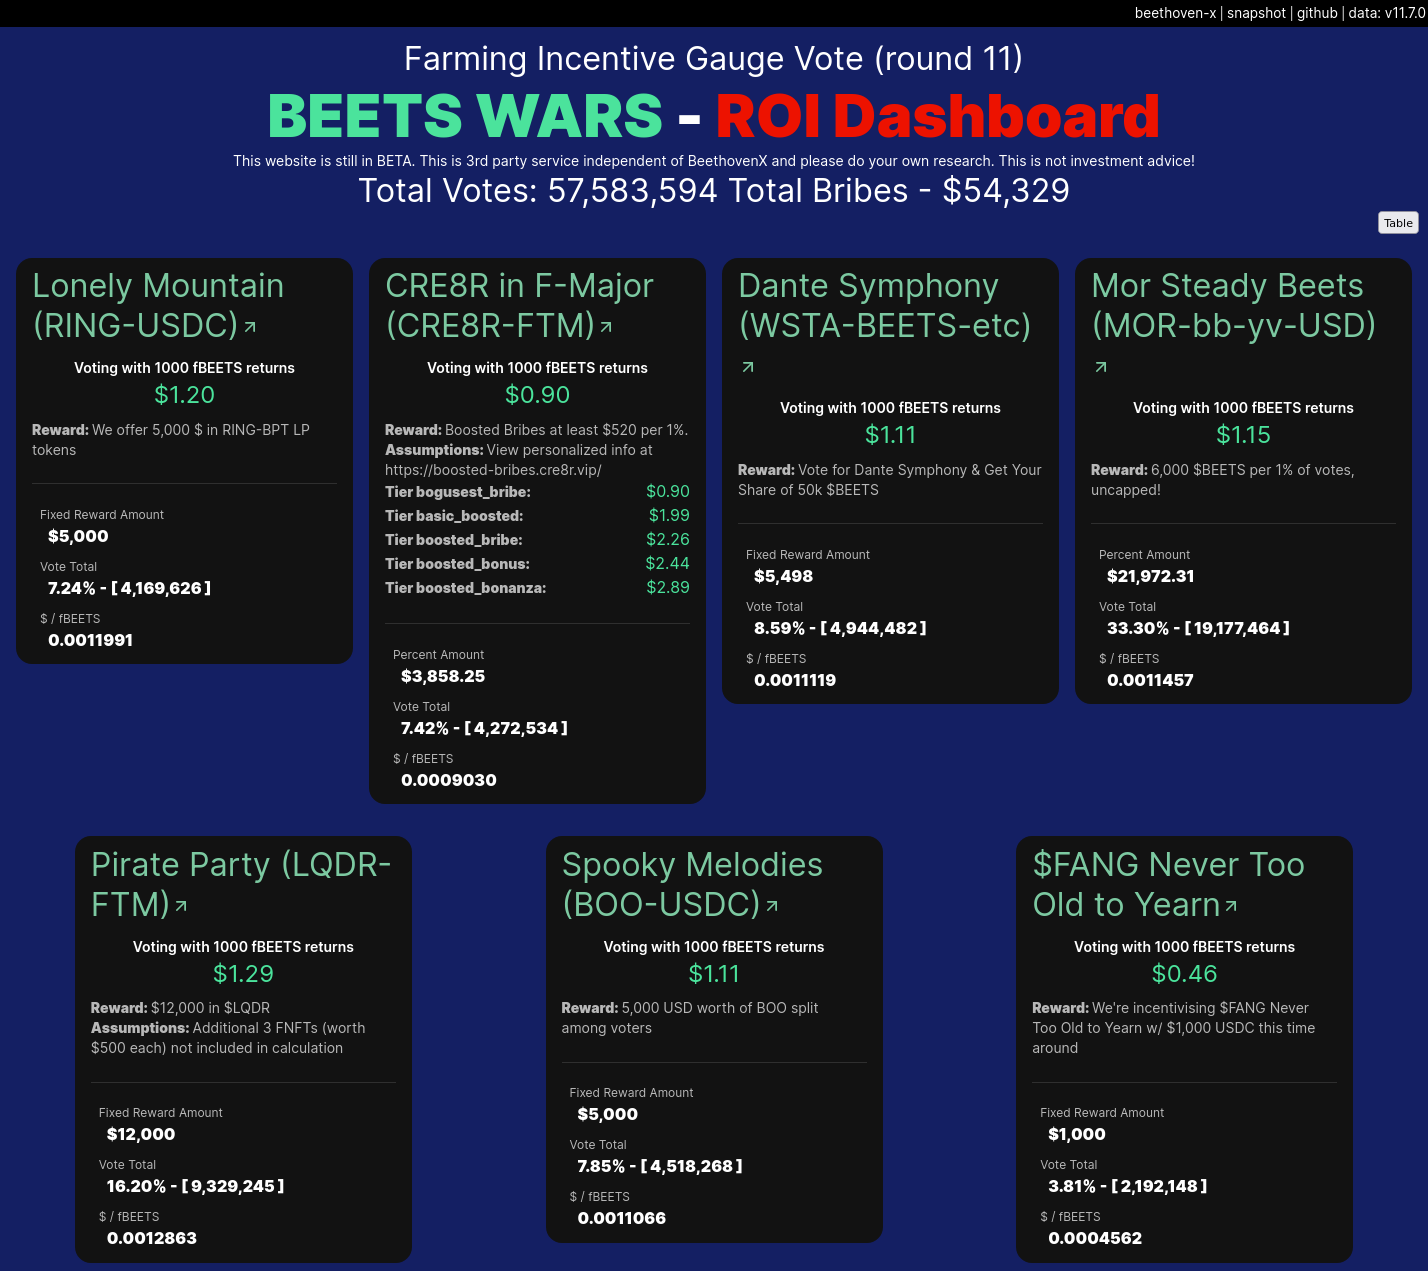 beethoven-x | snapshot | github | data: v11.7.0
Farming Incentive Gauge Vote (round 11)
BEETS WARS - ROI Dashboard
This website is still in BETA. This is 3rd party service independent of BeethovenX and please do your own research. This is not investment advice!
Total Votes: 57,583,594 Total Bribes - $54,329
Table
Lonely Mountain
(RING-USDC)
Voting with 1000 fBEETS returns
$1.20
Reward: We offer 5,000 $ in RING-BPT LP
tokens
Fixed Reward Amount
$5,000
Vote Total
7.24% - [ 4,169,626 ]
$ / fBEETS
0.0011991
CRE8R in F-Major
(CRE8R-FTM)
Voting with 1000 fBEETS returns
$0.90
Reward: Boosted Bribes at least $520 per 1%.
Assumptions: View personalized info at
https://boosted-bribes.cre8r.vip/
Tier bogusest_bribe: $0.90
Tier basic_boosted: $1.99
Tier boosted_bribe: $2.26
Tier boosted_bonus: $2.44
Tier boosted_bonanza: $2.89
Percent Amount
$3,858.25
Vote Total
7.42% - [ 4,272,534 ]
$ / fBEETS
0.0009030
Dante Symphony
(WSTA-BEETS-etc)
Voting with 1000 fBEETS returns
$1.11
Reward: Vote for Dante Symphony & Get Your
Share of 50k $BEETS
Fixed Reward Amount
$5,498
Vote Total
8.59% - [ 4,944,482 ]
$ / fBEETS
0.0011119
Mor Steady Beets
(MOR-bb-yv-USD)
Voting with 1000 fBEETS returns
$1.15
Reward: 6,000 $BEETS per 1% of votes,
uncapped!
Percent Amount
$21,972.31
Vote Total
33.30% - [ 19,177,464 ]
$ / fBEETS
0.0011457
Pirate Party (LQDR-
FTM)
Voting with 1000 fBEETS returns
$1.29
Reward: $12,000 in $LQDR
Assumptions: Additional 3 FNFTs (worth
$500 each) not included in calculation
Fixed Reward Amount
$12,000
Vote Total
16.20% - [ 9,329,245 ]
$ / fBEETS
0.0012863
Spooky Melodies
(BOO-USDC)
Voting with 1000 fBEETS returns
$1.11
Reward: 5,000 USD worth of BOO split
among voters
Fixed Reward Amount
$5,000
Vote Total
7.85% - [ 4,518,268 ]
$ / fBEETS
0.0011066
$FANG Never Too
Old to Yearn
Voting with 1000 fBEETS returns
$0.46
Reward: We're incentivising $FANG Never
Too Old to Yearn w/ $1,000 USDC this time
around
Fixed Reward Amount
$1,000
Vote Total
3.81% - [ 2,192,148 ]
$ / fBEETS
0.0004562